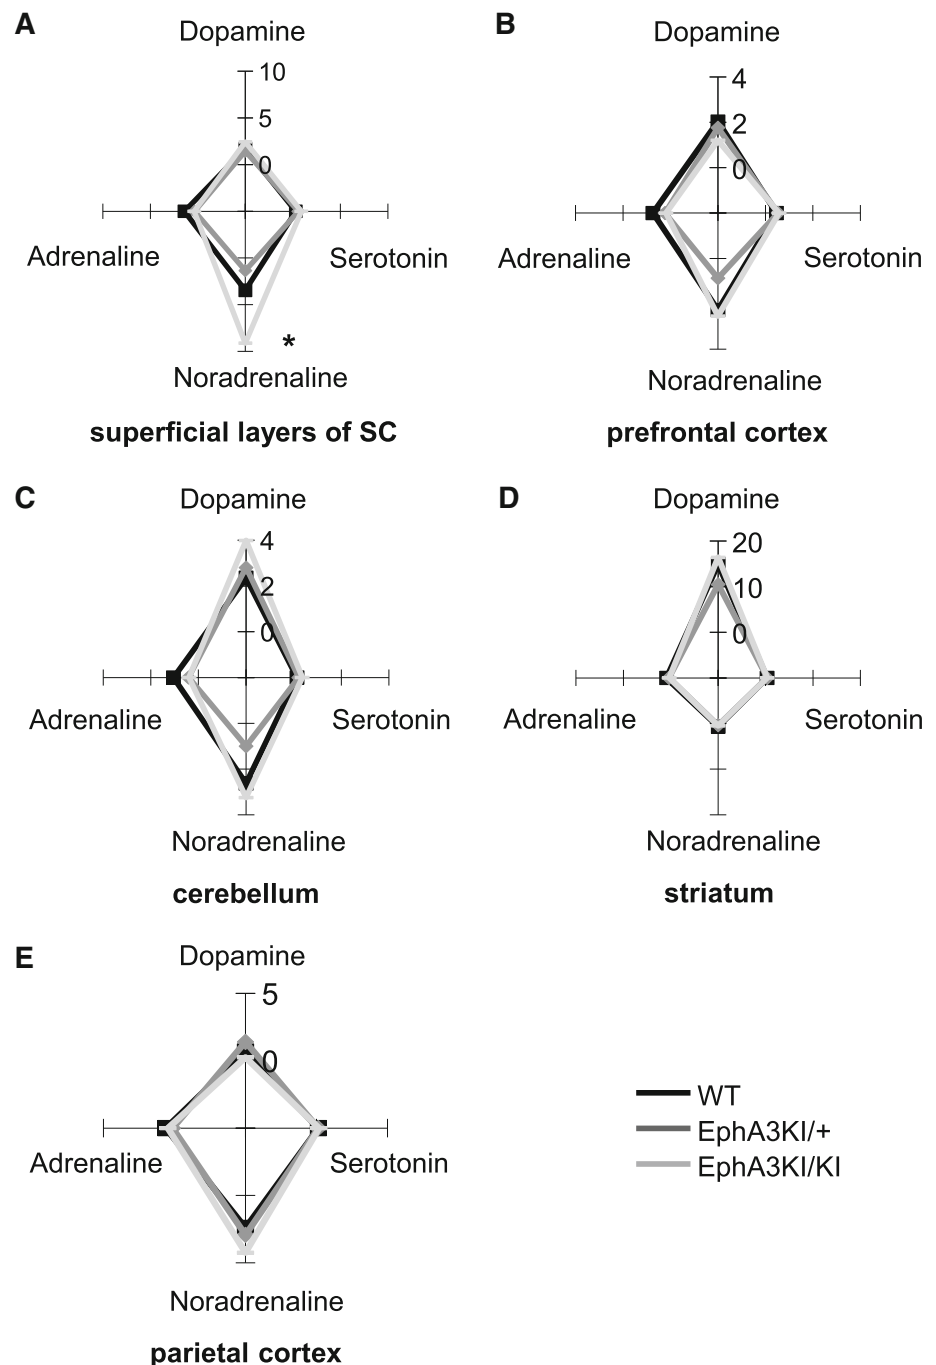 A
Dopamine
10
5
0
Adrenaline
Serotonin
*
Noradrenaline
superficial layers of SC
B
Dopamine
4
2
0
Adrenaline
Serotonin
Noradrenaline
prefrontal cortex
C
Dopamine
4
2
0
Adrenaline
Serotonin
Noradrenaline
cerebellum
D
Dopamine
20
10
0
Adrenaline
Serotonin
Noradrenaline
striatum
E
Dopamine
5
0
Adrenaline
Serotonin
Noradrenaline
parietal cortex
WT
EphA3KI/+
EphA3KI/KI